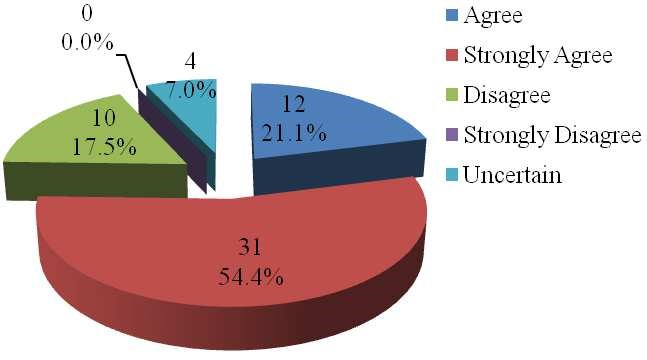 0
0.0%
4
7.0%
12
21.1%
10
17.5%
31
54.4%
Agree
Strongly Agree
Disagree
Strongly Disagree
Uncertain